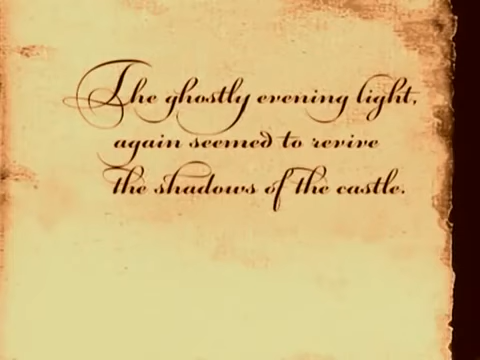 The ghostly evening light,
again seemed to revive
the shadows of the castle.